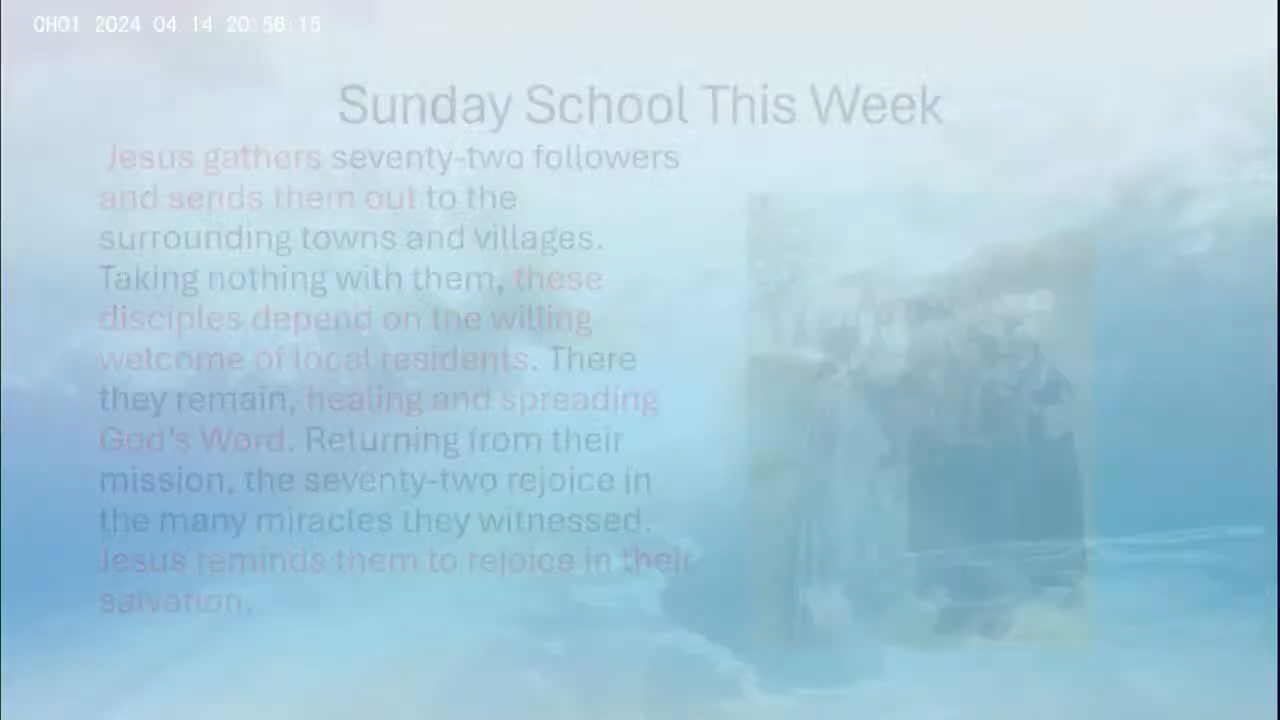 CH01 2024 04 14 20:56:15
Sunday School This Week
Jesus gathers seventy-two followers
and sends them out to the
surrounding towns and villages.
Taking nothing with them, these
disciples depend on the willing
welcome of local residents. There
they remain, healing and spreading
God's Word. Returning from their
mission, the seventy-two rejoice in
the many miracles they witnessed.
Jesus reminds them to rejoice in their
salvation.